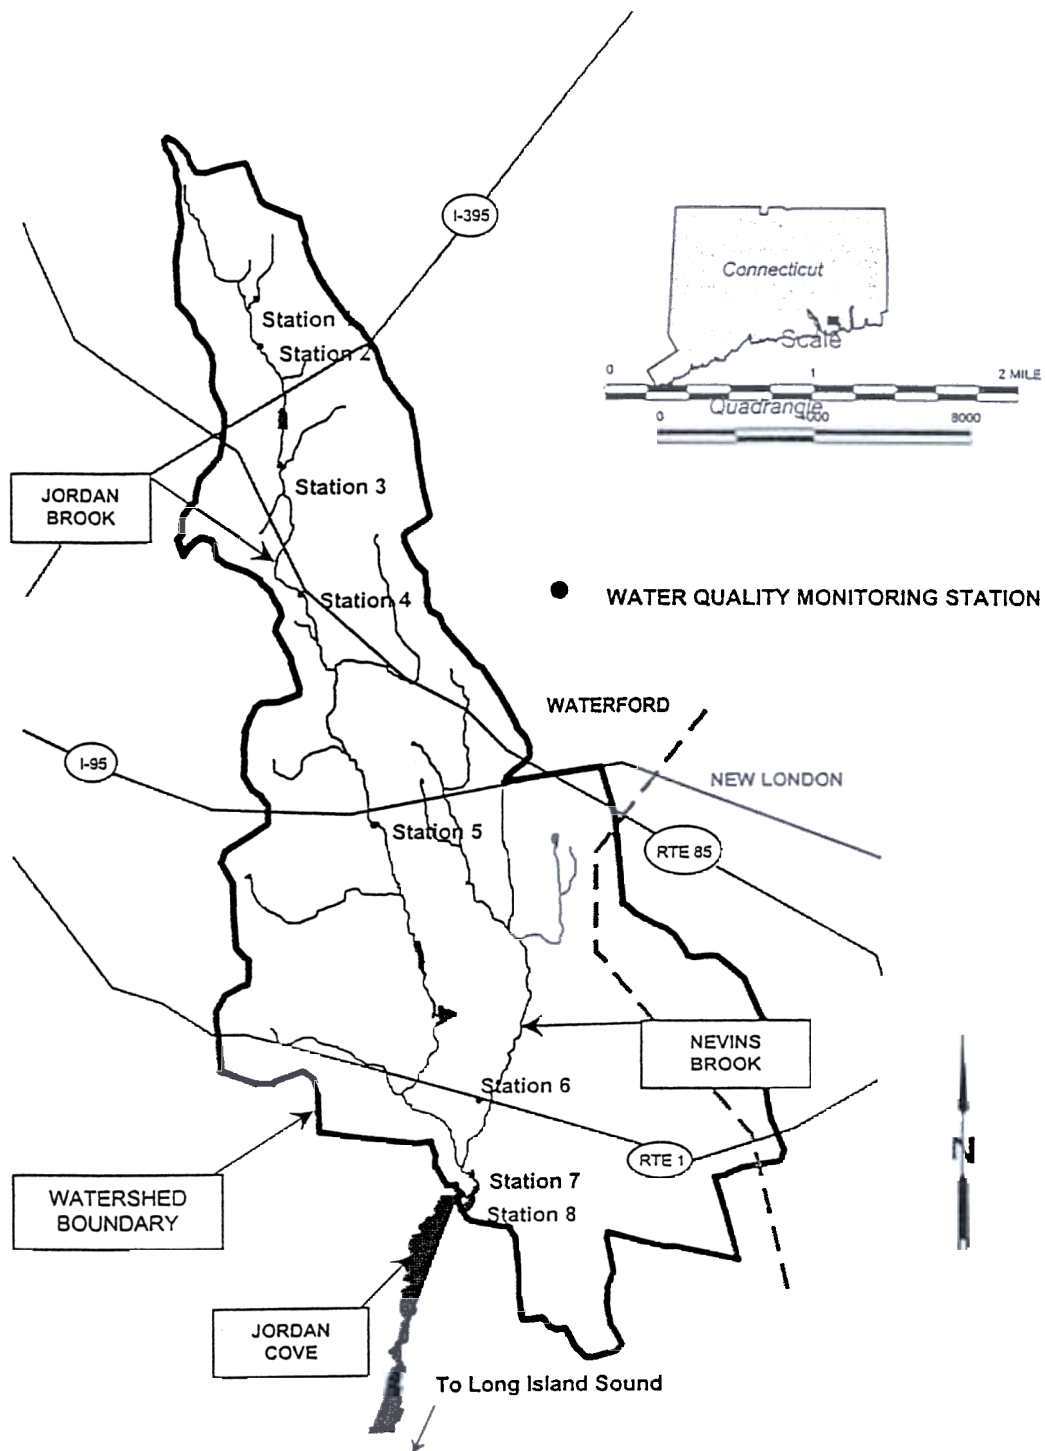 I-395
Connecticut
Scale
0 1 2 MILE
Quadrangle
0 4000 8000
Station
Station 2
JORDAN
BROOK
Station 3
Station 4
WATER QUALITY MONITORING STATION
WATERFORD
I-95
NEW LONDON
Station 5
RTE 85
NEVINS
BROOK
Station 6
RTE 1
N
Station 7
WATERSHED
BOUNDARY
Station 8
JORDAN
COVE
To Long Island Sound